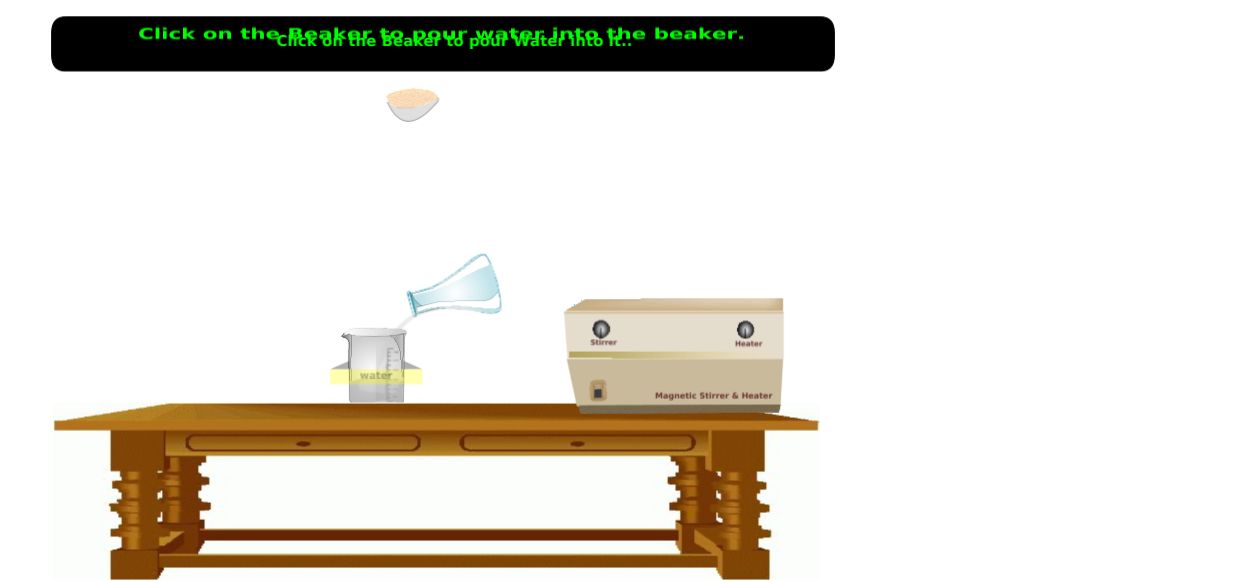 Click on the Beaker to pour water into the beaker.
Click on the Beaker to pour Water into it..
Stirrer
Heater
water
Magnetic Stirrer & Heater